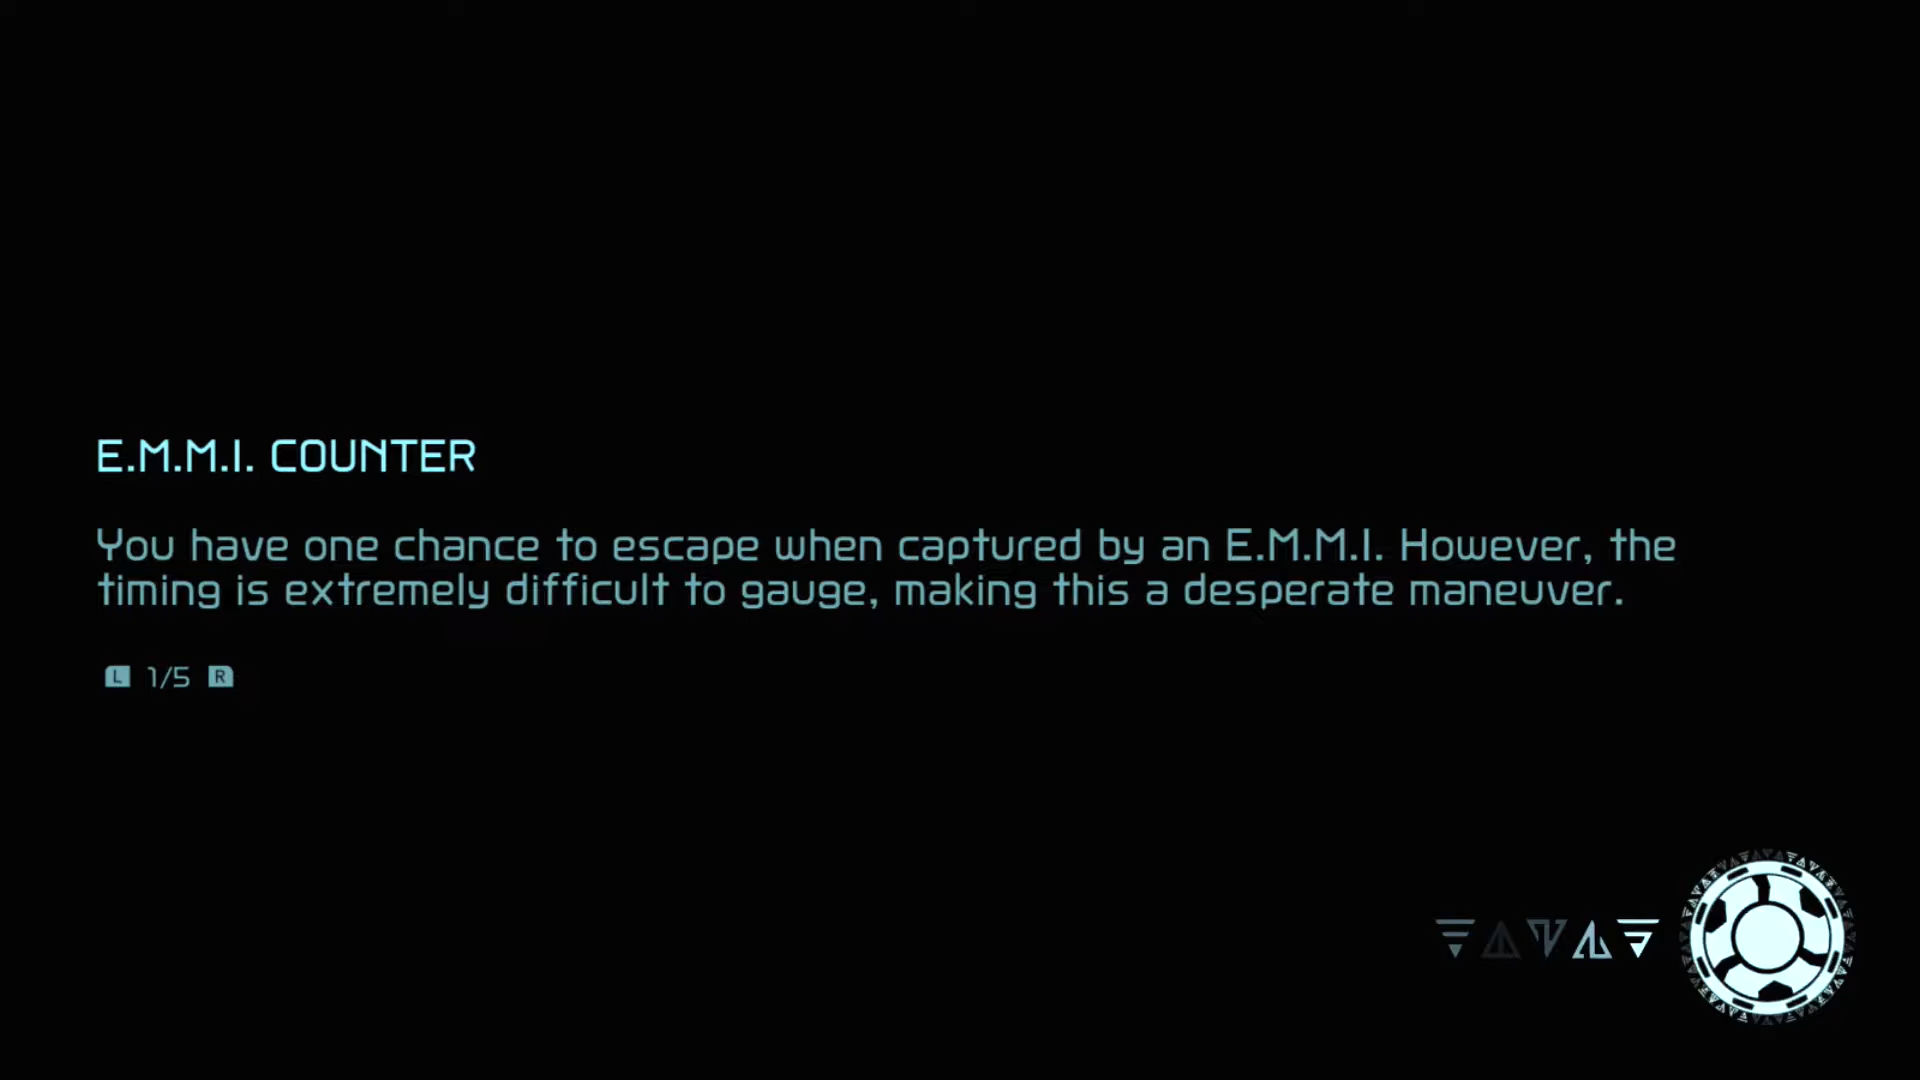 E.M.M.I. COUNTER
You have one chance to escape when captured by an E.M.M.I. However, the
timing is extremely difficult to gauge, making this a desperate maneuver.
L 1/5 R